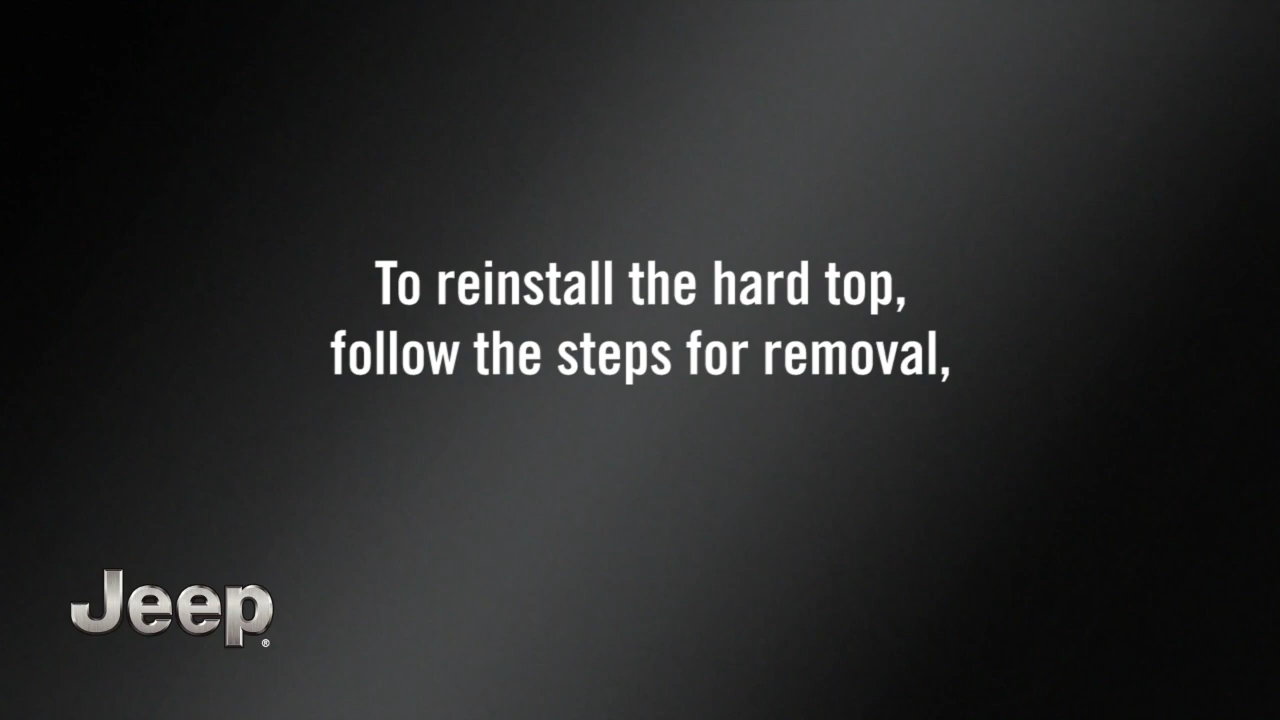 To reinstall the hard top,
follow the steps for removal,
Jeep®